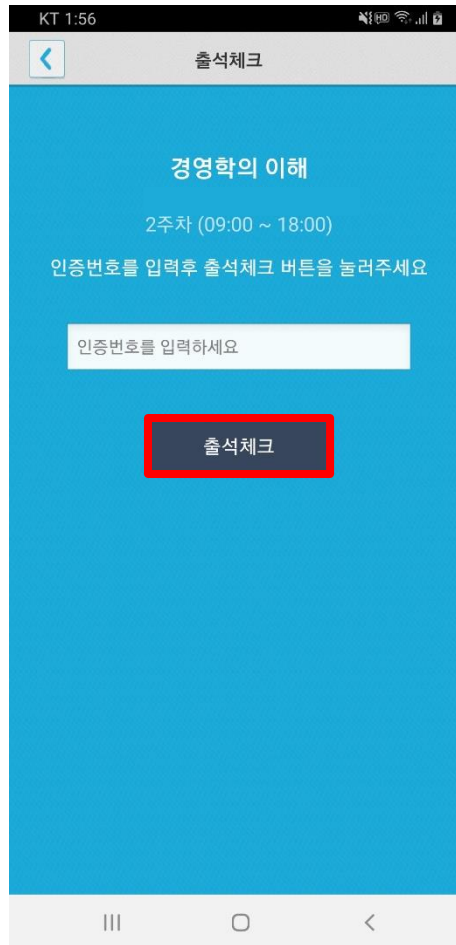 KT 1:56
출석체크
경영학의 이해
2주차 (09:00 ~ 18:00)
인증번호를 입력후 출석체크 버튼을 눌러주세요
인증번호를 입력하세요
출석체크